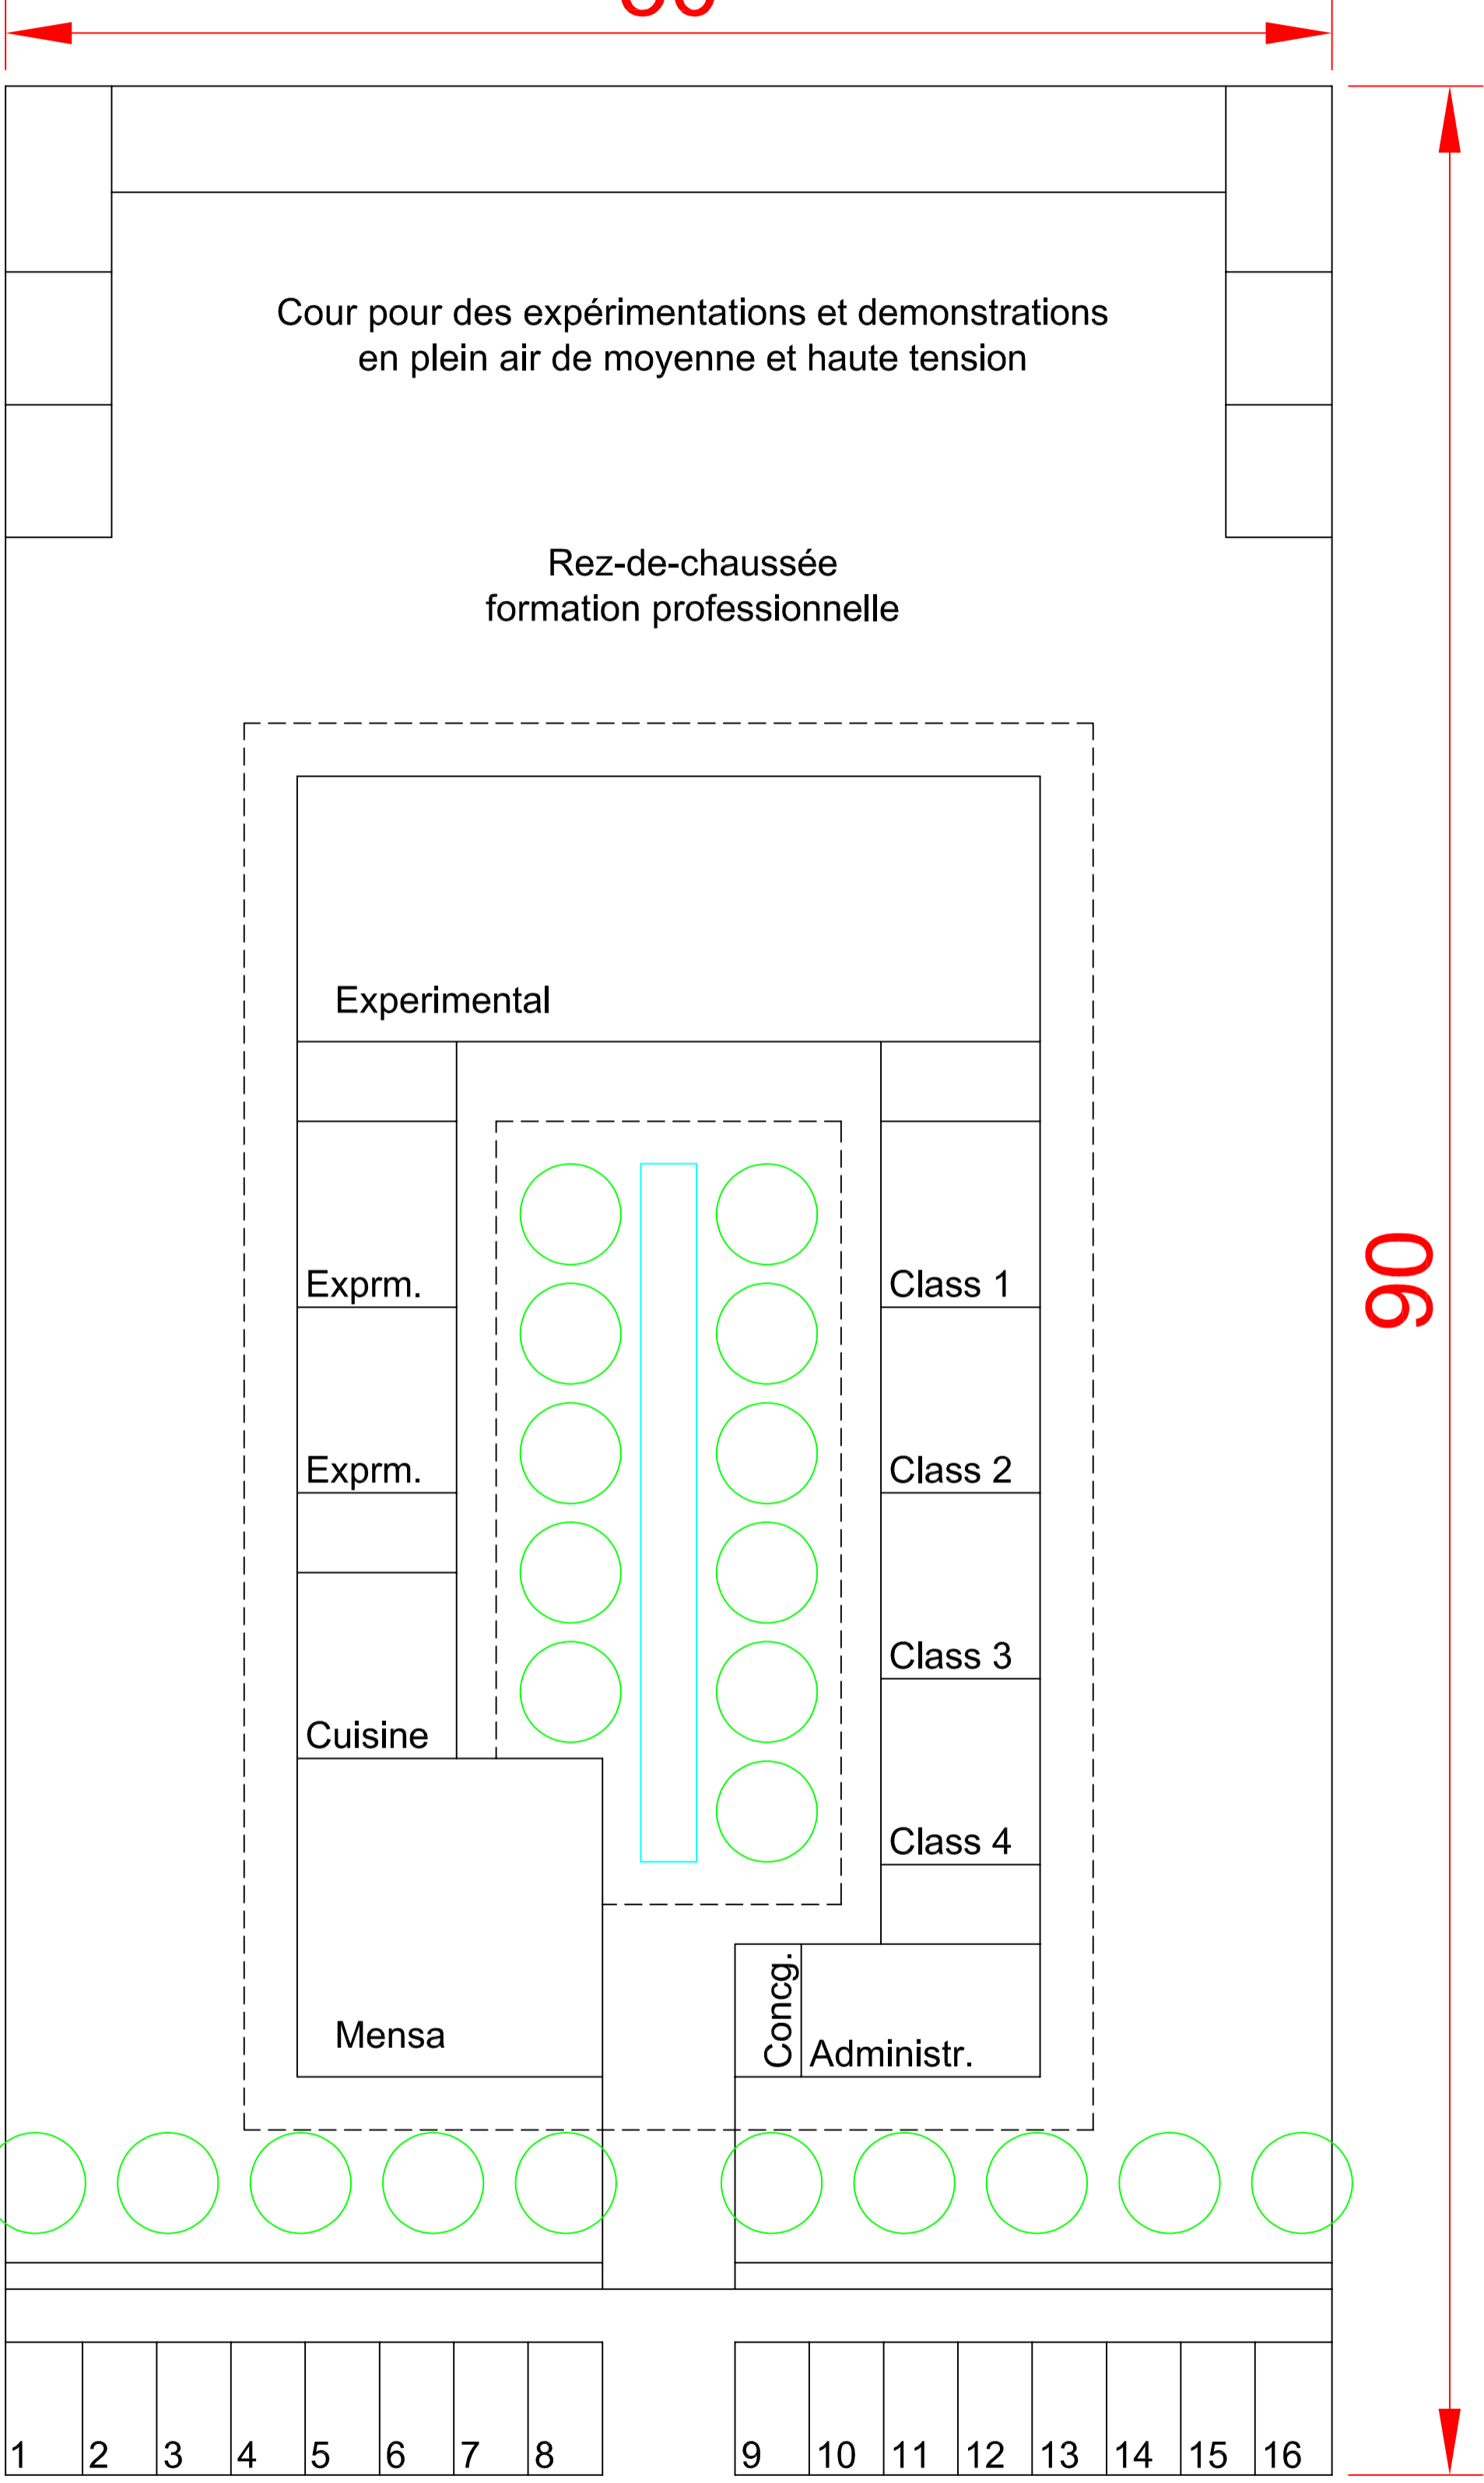 Cour pour des expérimentations et demonstrations
en plein air de moyenne et haute tension
Rez-de-chaussée
formation professionnelle
Experimental
Exprm.
Class 1
90
Exprm.
Class 2
Class 3
Cuisine
Class 4
Mensa
Concg.
Administr.
1 2 3 4 5 6 7 8 9 10 11 12 13 14 15 16